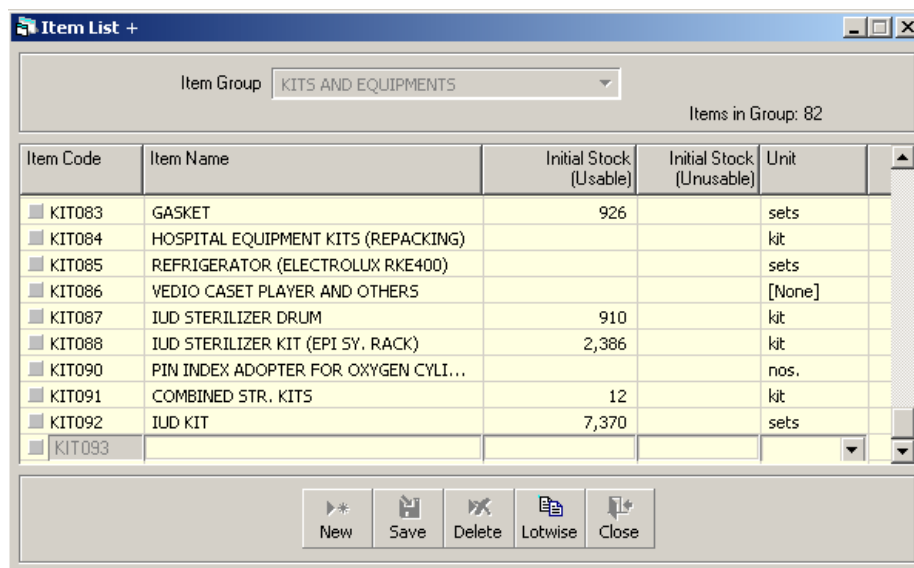 Item List +
Item Group KITS AND EQUIPMENTS
Items in Group: 82
Item Code Item Name Initial Stock (Usable) Initial Stock (Unusable) Unit
KIT083 GASKET 926 sets
KIT084 HOSPITAL EQUIPMENT KITS (REPACKING) kit
KIT085 REFRIGERATOR (ELECTROLUX RKE400) sets
KIT086 VEDIO CASET PLAYER AND OTHERS [None]
KIT087 IUD STERILIZER DRUM 910 kit
KIT088 IUD STERILIZER KIT (EPI SY. RACK) 2,386 kit
KIT090 PIN INDEX ADOPTER FOR OXYGEN CYLI... nos.
KIT091 COMBINED STR. KITS 12 kit
KIT092 IUD KIT 7,370 sets
KIT093
New Save Delete Lotwise Close